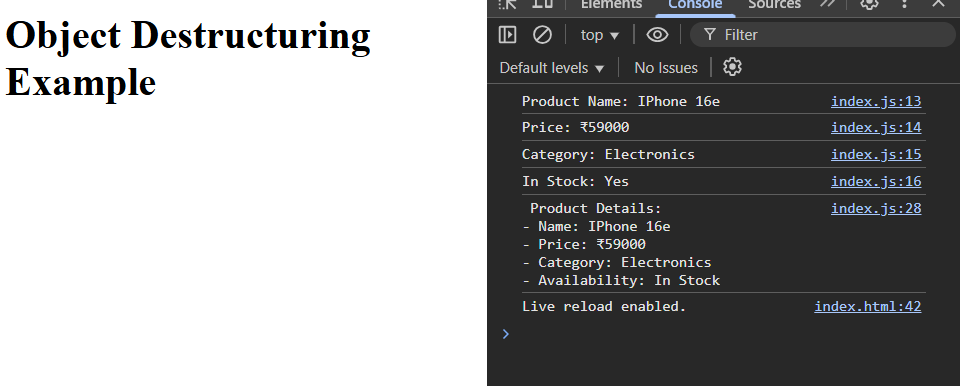 Object Destructuring
Example
Elements Console Sources
top Filter
Default levels No Issues
Product Name: IPhone 16e index.js:13
Price: ₹59000 index.js:14
Category: Electronics index.js:15
In Stock: Yes index.js:16
Product Details: index.js:28
- Name: IPhone 16e
- Price: ₹59000
- Category: Electronics
- Availability: In Stock
Live reload enabled. index.html:42